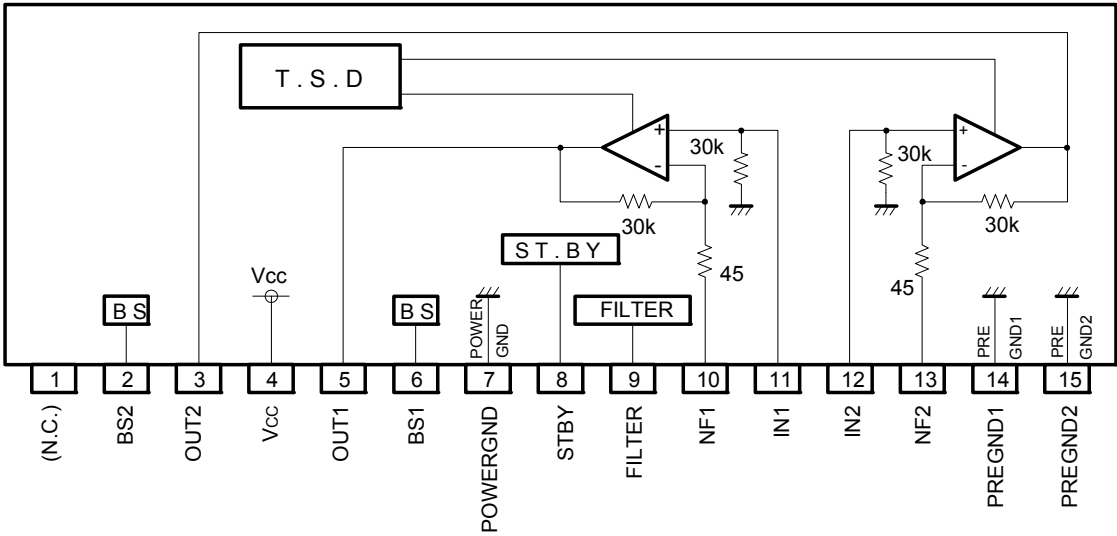 T.S.D
+
-
30k
30k
45
+
-
30k
30k
45
ST.BY
Vcc
BS
BS
POWER
GND
FILTER
PRE
GND1
PRE
GND2
1
2
3
4
5
6
7
8
9
10
11
12
13
14
15
(N.C.)
BS2
OUT2
Vcc
OUT1
BS1
POWERGND
STBY
FILTER
NF1
IN1
IN2
NF2
PREGND1
PREGND2